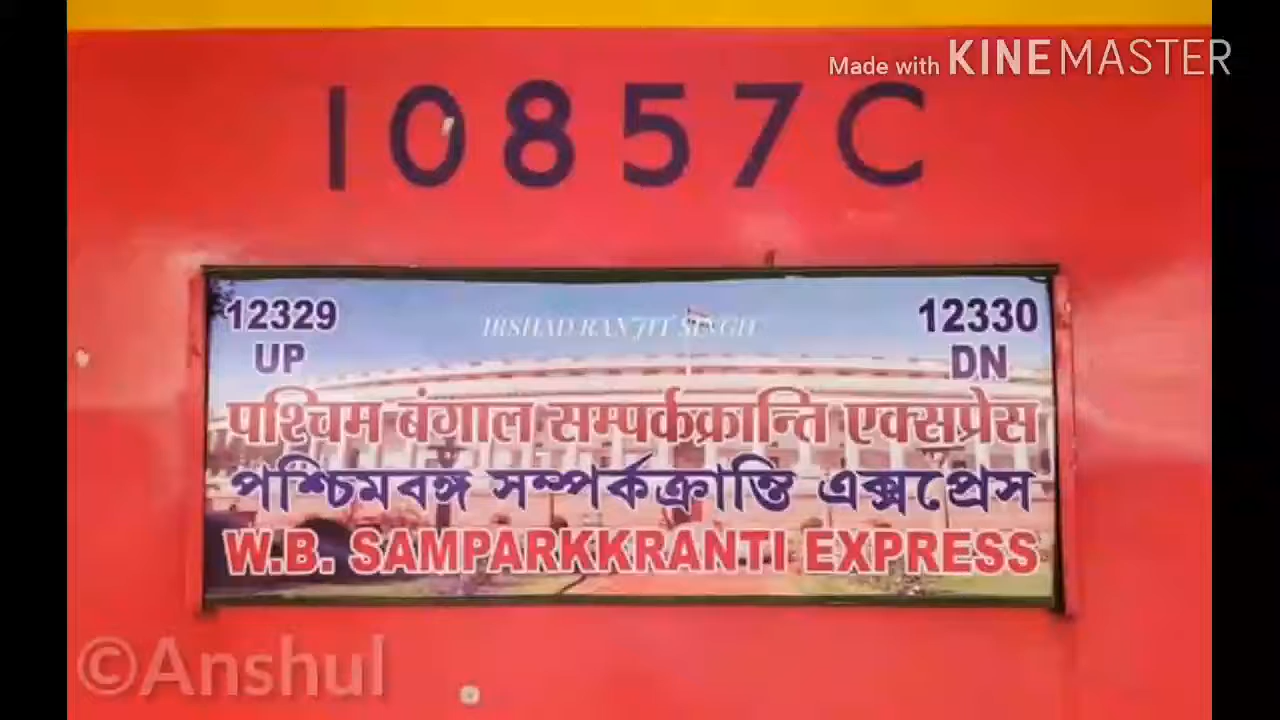 Made with KINEMASTER
10857C
12329 12330
UP DN
पश्चिम बंगाल सम्पर्कक्रान्ति एक्सप्रेस
পশ্চিমবঙ্গ সম্পর্কক্রান্তি এক্সপ্রেস
W.B. SAMPARKKRANTI EXPRESS
©Anshul